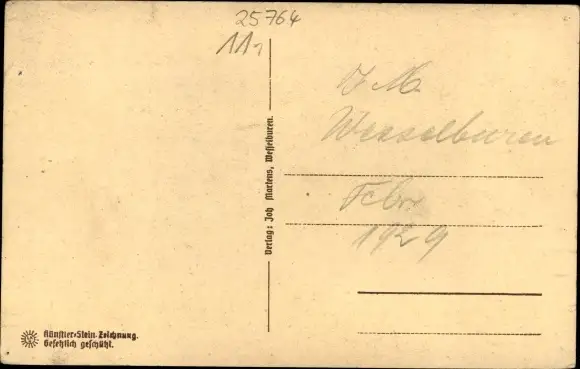 25764
11,
J M.
Wesselburen
Febr.
1929
Verlag: Joh Martens, Wesselburen.
Künstler-Stein-Zeichnung.
Gesetzlich geschützt.